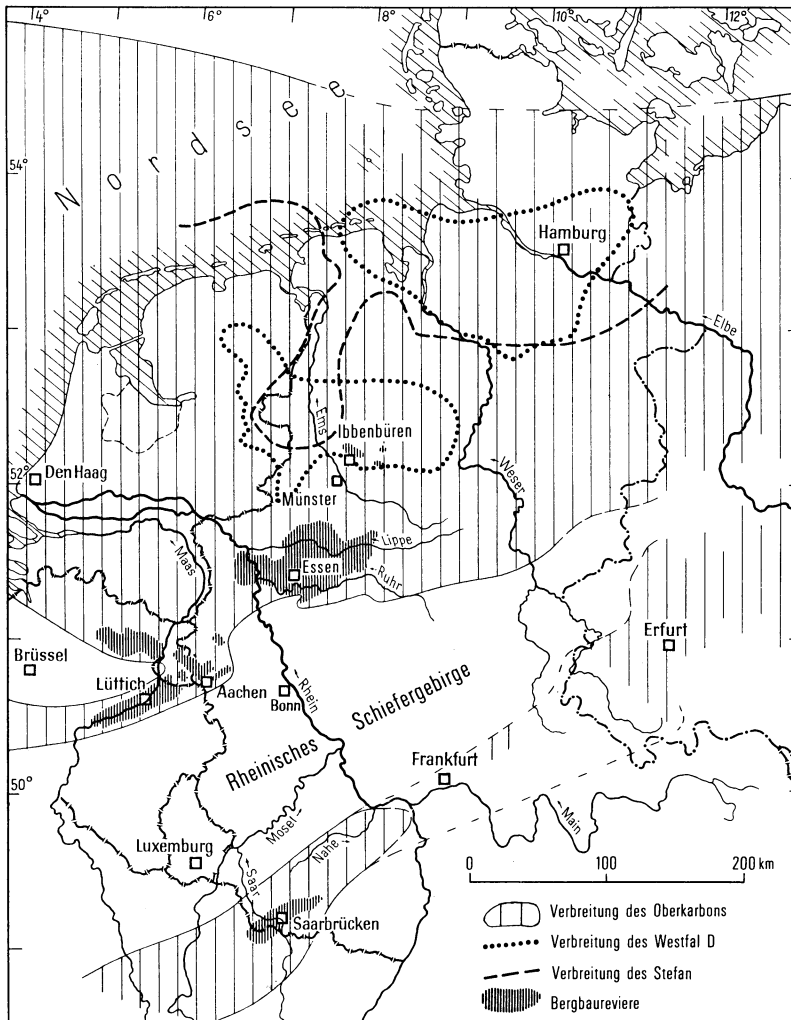 4° 6° 8° 10° 12°
54°
Nordsee
Hamburg
Elbe
Ems
Ibbenbüren
52°
Den Haag
Münster
Weser
Lippe
Maas
Essen
Ruhr
Erfurt
Brüssel
Lüttich
Aachen
Bonn
Rhein
Rheinisches Schiefergebirge
Frankfurt
50°
Mosel
Main
Luxemburg
Nahe
Saar
Saarbrücken
0 100 200 km
Verbreitung des Oberkarbons
Verbreitung des Westfal D
Verbreitung des Stefan
Bergbaureviere